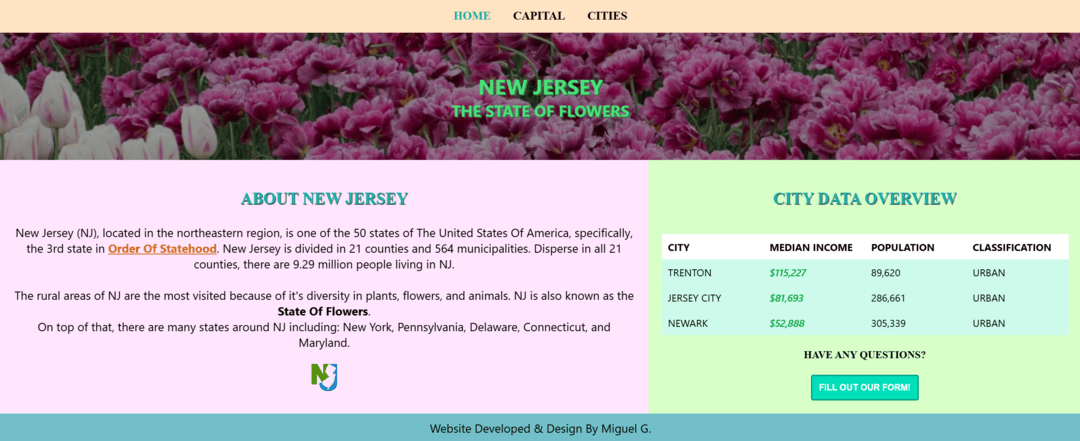 HOME CAPITAL CITIES
NEW JERSEY
THE STATE OF FLOWERS
ABOUT NEW JERSEY
New Jersey (NJ), located in the northeastern region, is one of the 50 states of The United States Of America, specifically,
the 3rd state in Order Of Statehood. New Jersey is divided in 21 counties and 564 municipalities. Disperse in all 21
counties, there are 9.29 million people living in NJ.
The rural areas of NJ are the most visited because of it's diversity in plants, flowers, and animals. NJ is also known as the
State Of Flowers.
On top of that, there are many states around NJ including: New York, Pennsylvania, Delaware, Connecticut, and
Maryland.
NJ
CITY DATA OVERVIEW
CITY MEDIAN INCOME POPULATION CLASSIFICATION
TRENTON $115,227 89,620 URBAN
JERSEY CITY $81,693 286,661 URBAN
NEWARK $52,888 305,339 URBAN
HAVE ANY QUESTIONS?
FILL OUT OUR FORM!
Website Developed & Design By Miguel G.